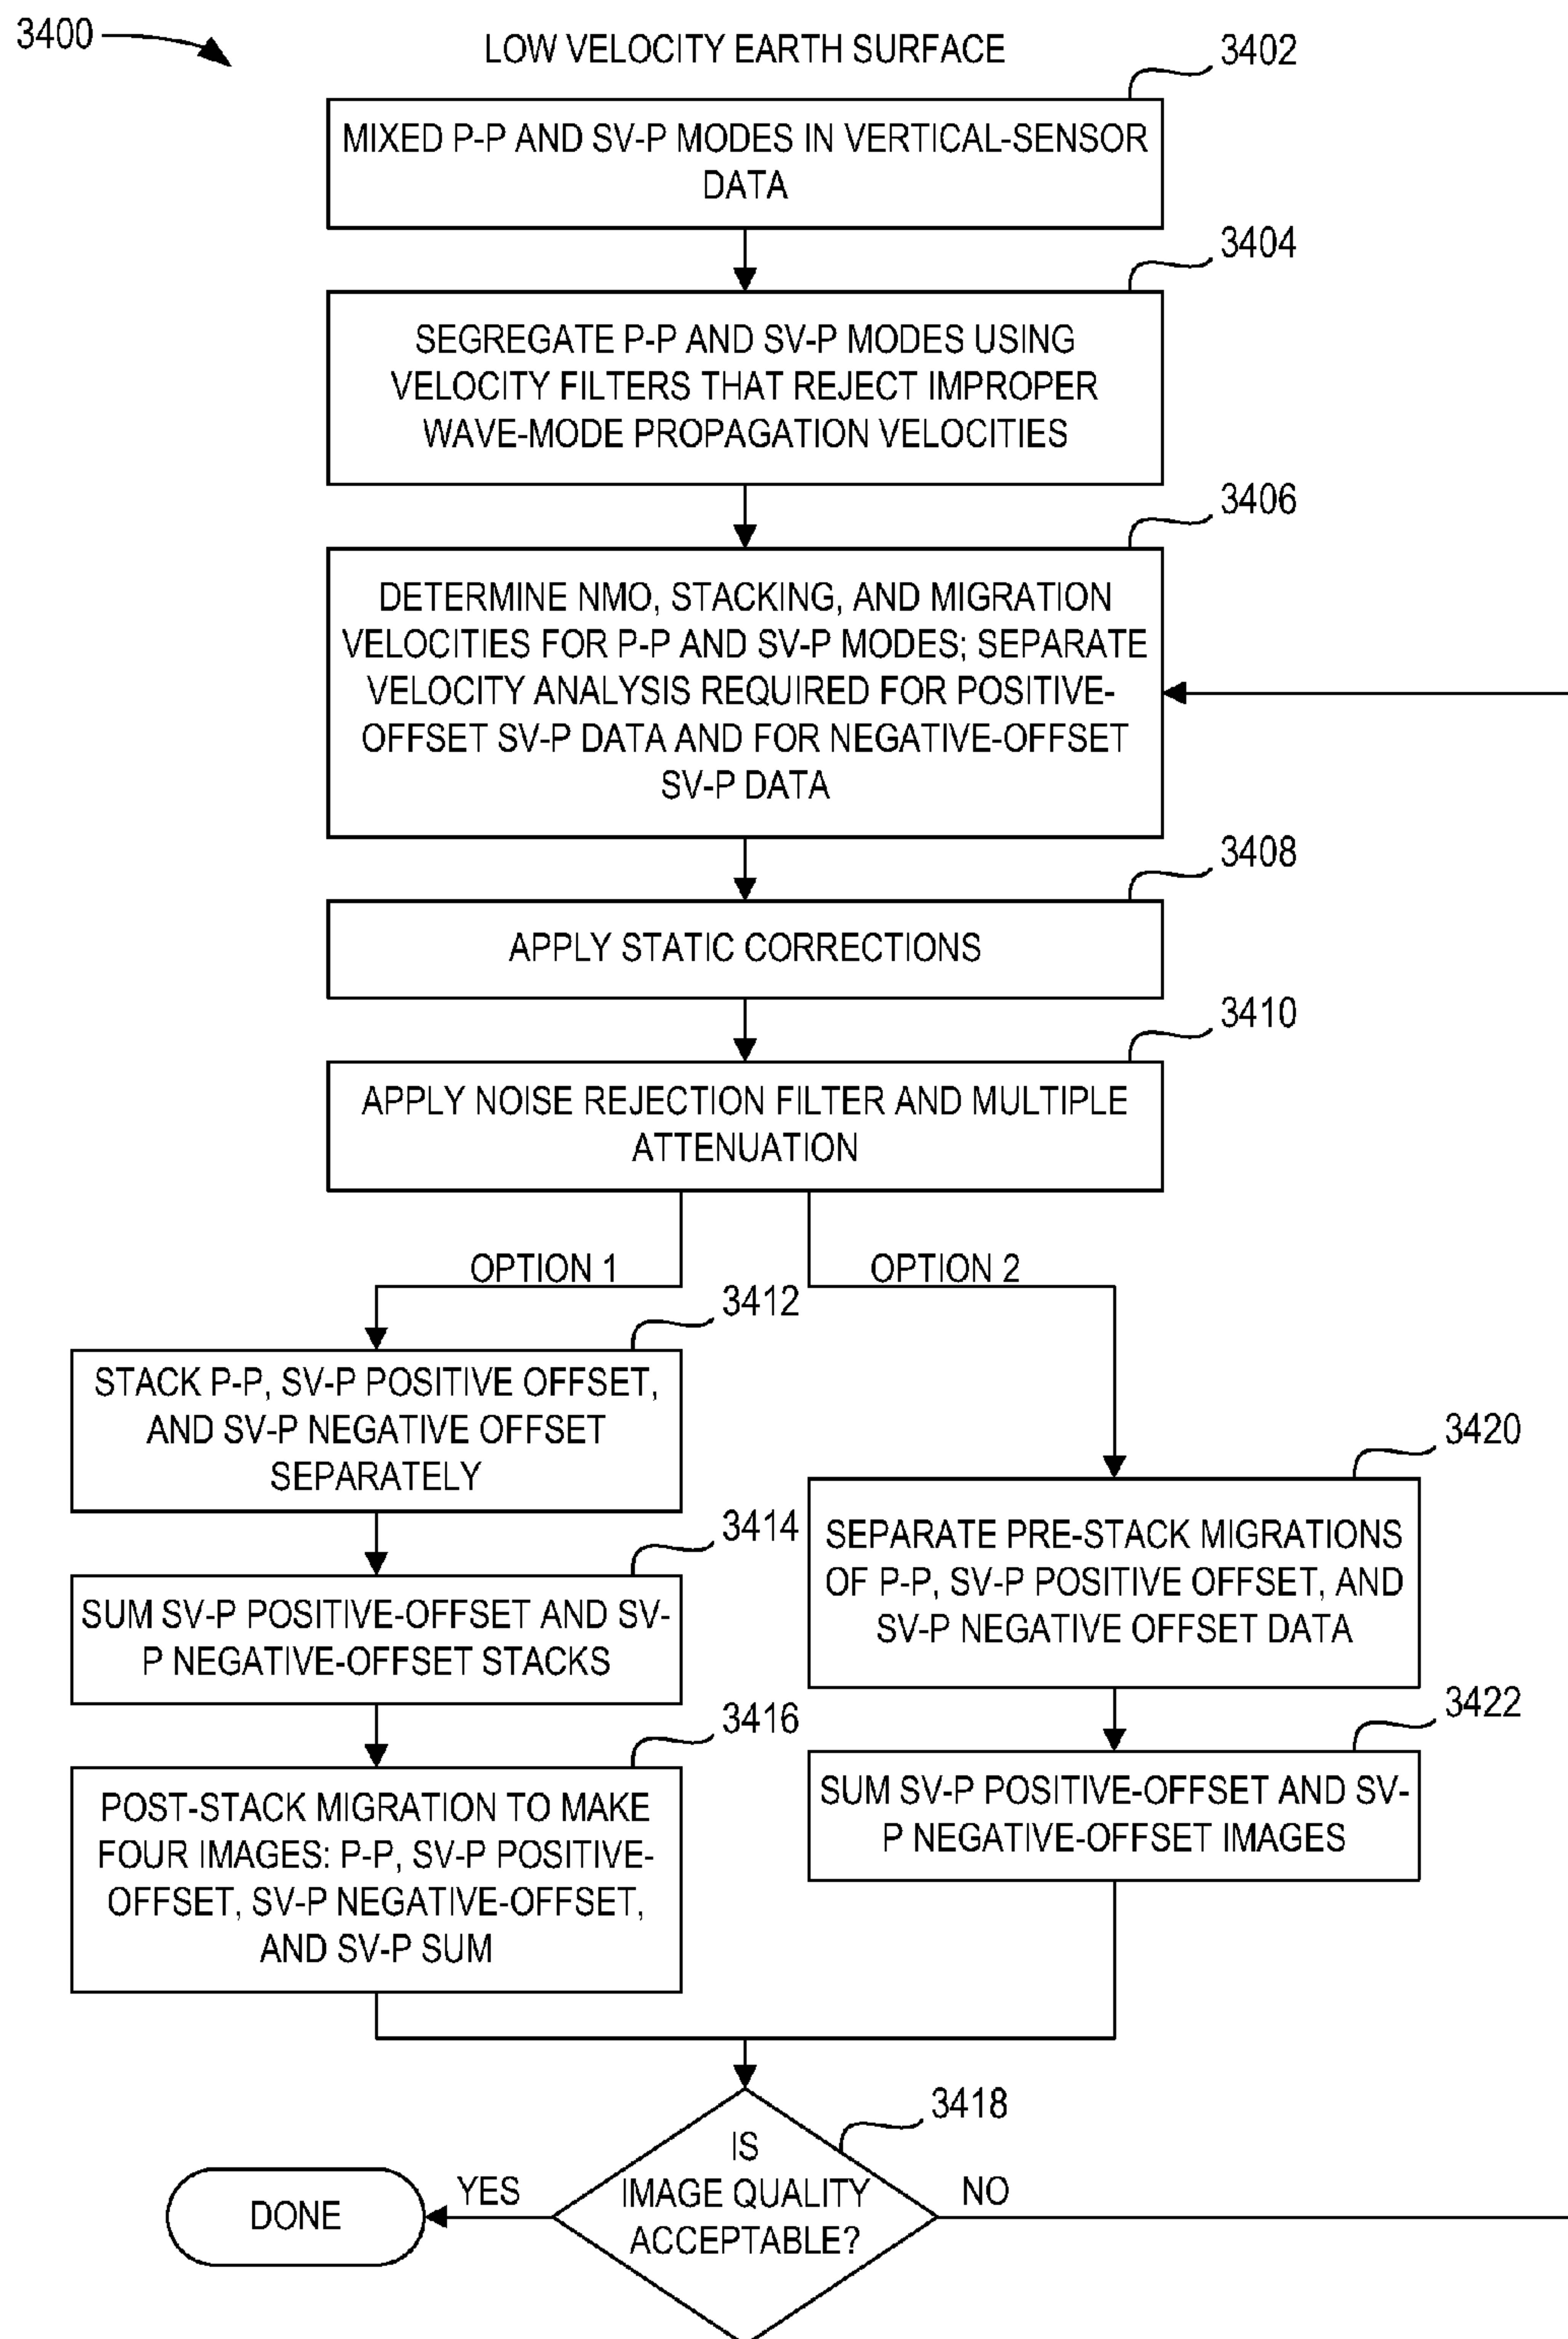 3400
LOW VELOCITY EARTH SURFACE
3402
MIXED P-P AND SV-P MODES IN VERTICAL-SENSOR
DATA
3404
SEGREGATE P-P AND SV-P MODES USING
VELOCITY FILTERS THAT REJECT IMPROPER
WAVE-MODE PROPAGATION VELOCITIES
3406
DETERMINE NMO, STACKING, AND MIGRATION
VELOCITIES FOR P-P AND SV-P MODES; SEPARATE
VELOCITY ANALYSIS REQUIRED FOR POSITIVE-
OFFSET SV-P DATA AND FOR NEGATIVE-OFFSET
SV-P DATA
3408
APPLY STATIC CORRECTIONS
3410
APPLY NOISE REJECTION FILTER AND MULTIPLE
ATTENUATION
OPTION 1
OPTION 2
3412
STACK P-P, SV-P POSITIVE OFFSET,
AND SV-P NEGATIVE OFFSET
SEPARATELY
3414
SUM SV-P POSITIVE-OFFSET AND SV-
P NEGATIVE-OFFSET STACKS
3416
POST-STACK MIGRATION TO MAKE
FOUR IMAGES: P-P, SV-P POSITIVE-
OFFSET, SV-P NEGATIVE-OFFSET,
AND SV-P SUM
3420
SEPARATE PRE-STACK MIGRATIONS
OF P-P, SV-P POSITIVE OFFSET, AND
SV-P NEGATIVE OFFSET DATA
3422
SUM SV-P POSITIVE-OFFSET AND SV-
P NEGATIVE-OFFSET IMAGES
3418
IS
IMAGE QUALITY
ACCEPTABLE?
YES
NO
DONE